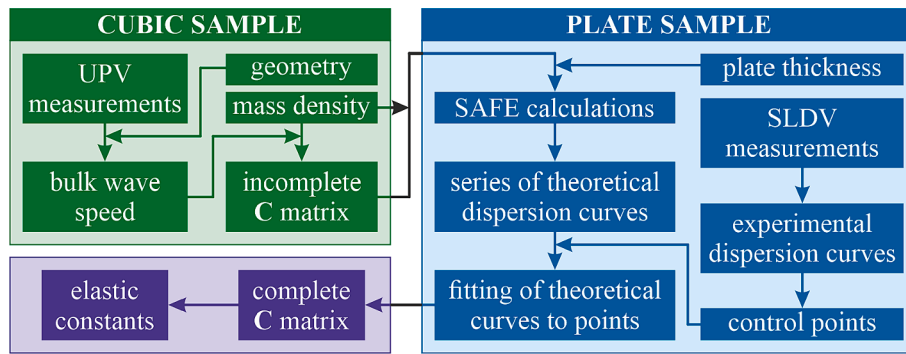 CUBIC SAMPLE
UPV
measurements
geometry
mass density
bulk wave
speed
incomplete
C matrix
PLATE SAMPLE
plate thickness
SAFE calculations
SLDV
measurements
series of theoretical
dispersion curves
experimental
dispersion curves
fitting of theoretical
curves to points
control points
complete
C matrix
elastic
constants